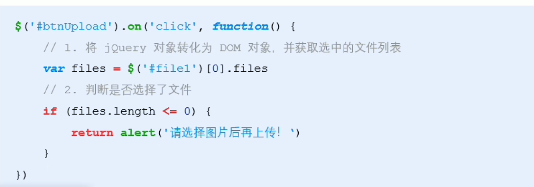 $('#btnUpload').on('click', function() {
// 1. 将 jQuery 对象转化为 DOM 对象，并获取选中的文件列表
var files = $('#file1')[0].files
// 2. 判断是否选择了文件
if (files.length <= 0) {
return alert('请选择图片后再上传！')
}
})